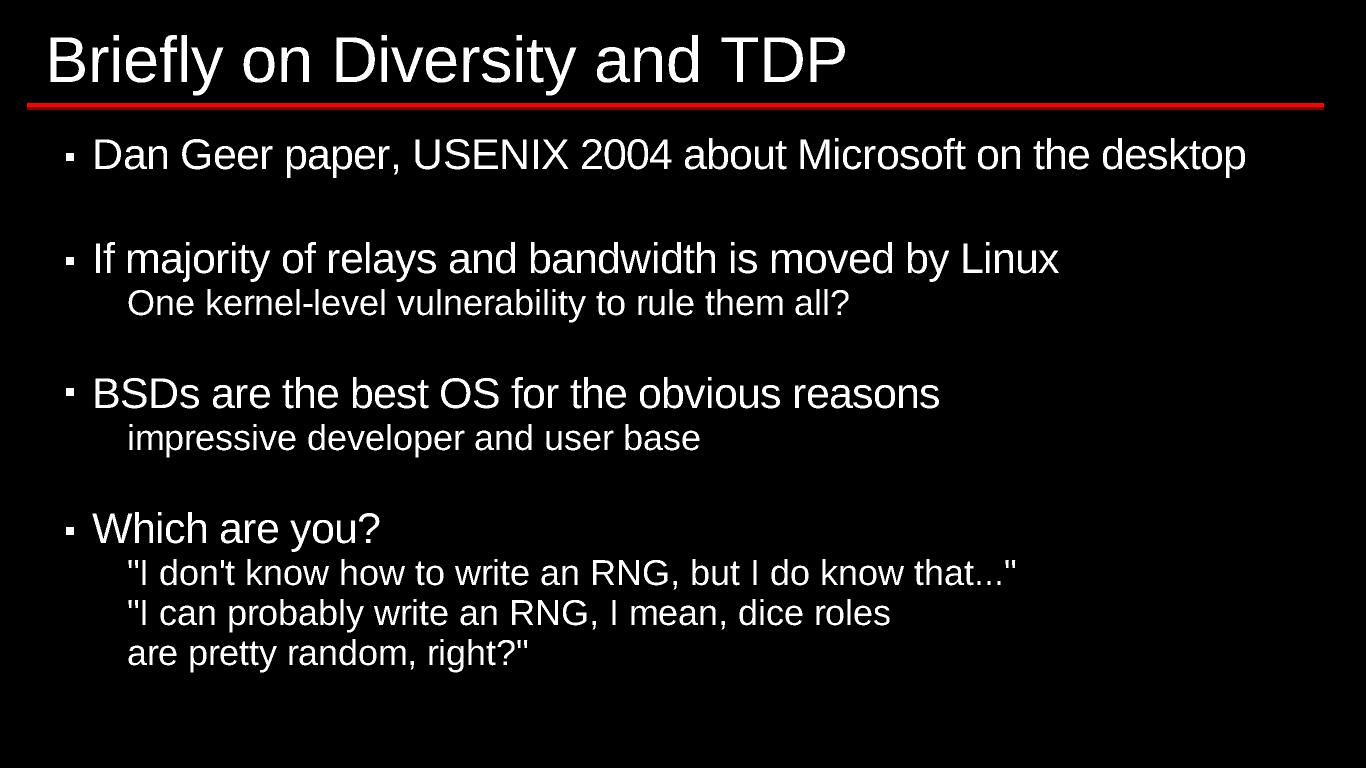 Briefly on Diversity and TDP
▪ Dan Geer paper, USENIX 2004 about Microsoft on the desktop
▪ If majority of relays and bandwidth is moved by Linux
One kernel-level vulnerability to rule them all?
▪ BSDs are the best OS for the obvious reasons
impressive developer and user base
▪ Which are you?
"I don't know how to write an RNG, but I do know that..."
"I can probably write an RNG, I mean, dice roles
are pretty random, right?"